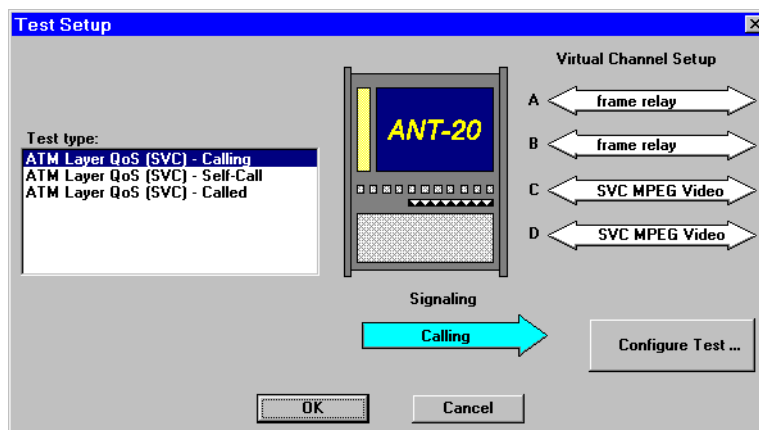 Test Setup
Virtual Channel Setup
A
frame relay
ANT-20
Test type:
B
frame relay
ATM Layer QoS (SVC) - Calling
ATM Layer QoS (SVC) - Self-Call
ATM Layer QoS (SVC) - Called
C
SVC MPEG Video
D
SVC MPEG Video
Signaling
Calling
Configure Test ...
OK
Cancel